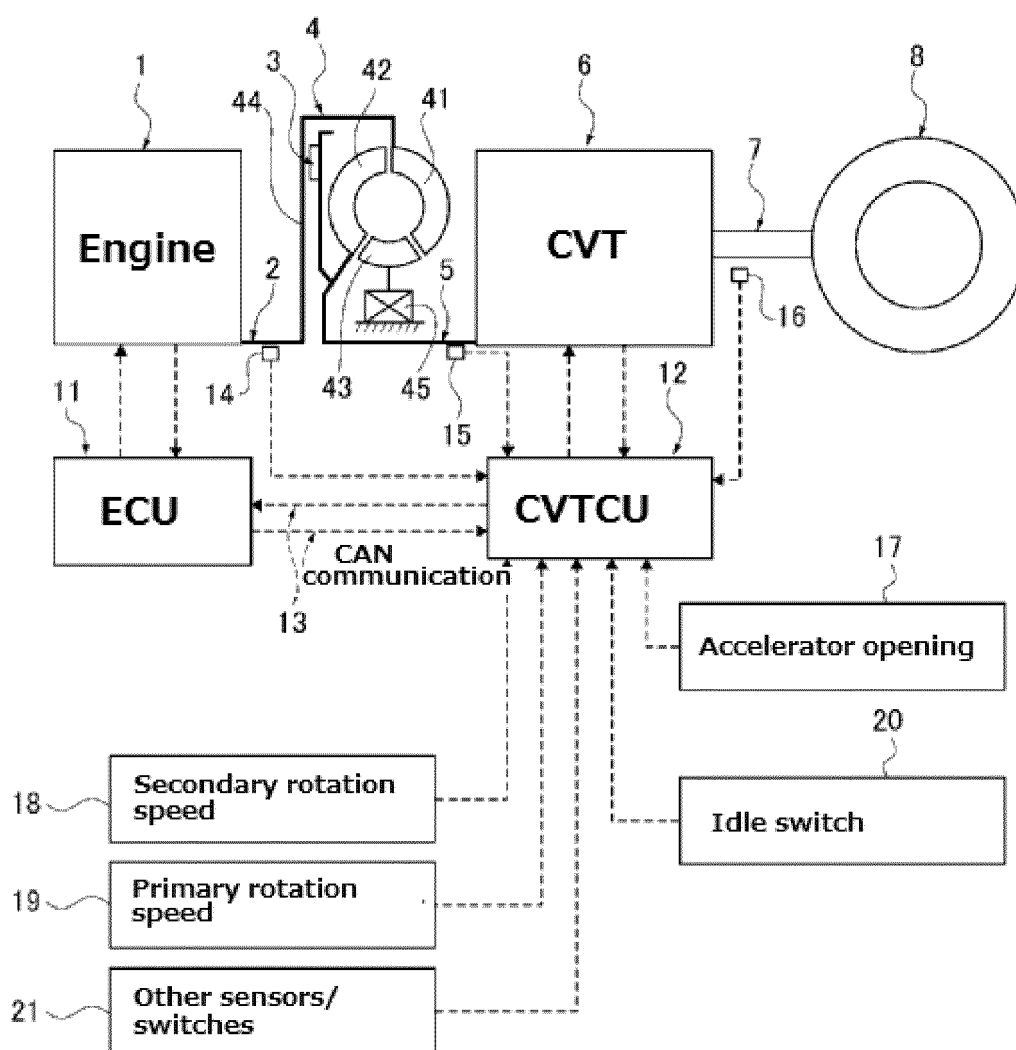 4
1
3
42
6
8
44
41
7
Engine
CVT
2
5
16
14
43
45
12
11
15
ECU
CVTCU
CAN
communication
17
13
Accelerator opening
20
Secondary rotation
speed
18
Idle switch
Primary rotation
speed
19
Other sensors/
switches
21